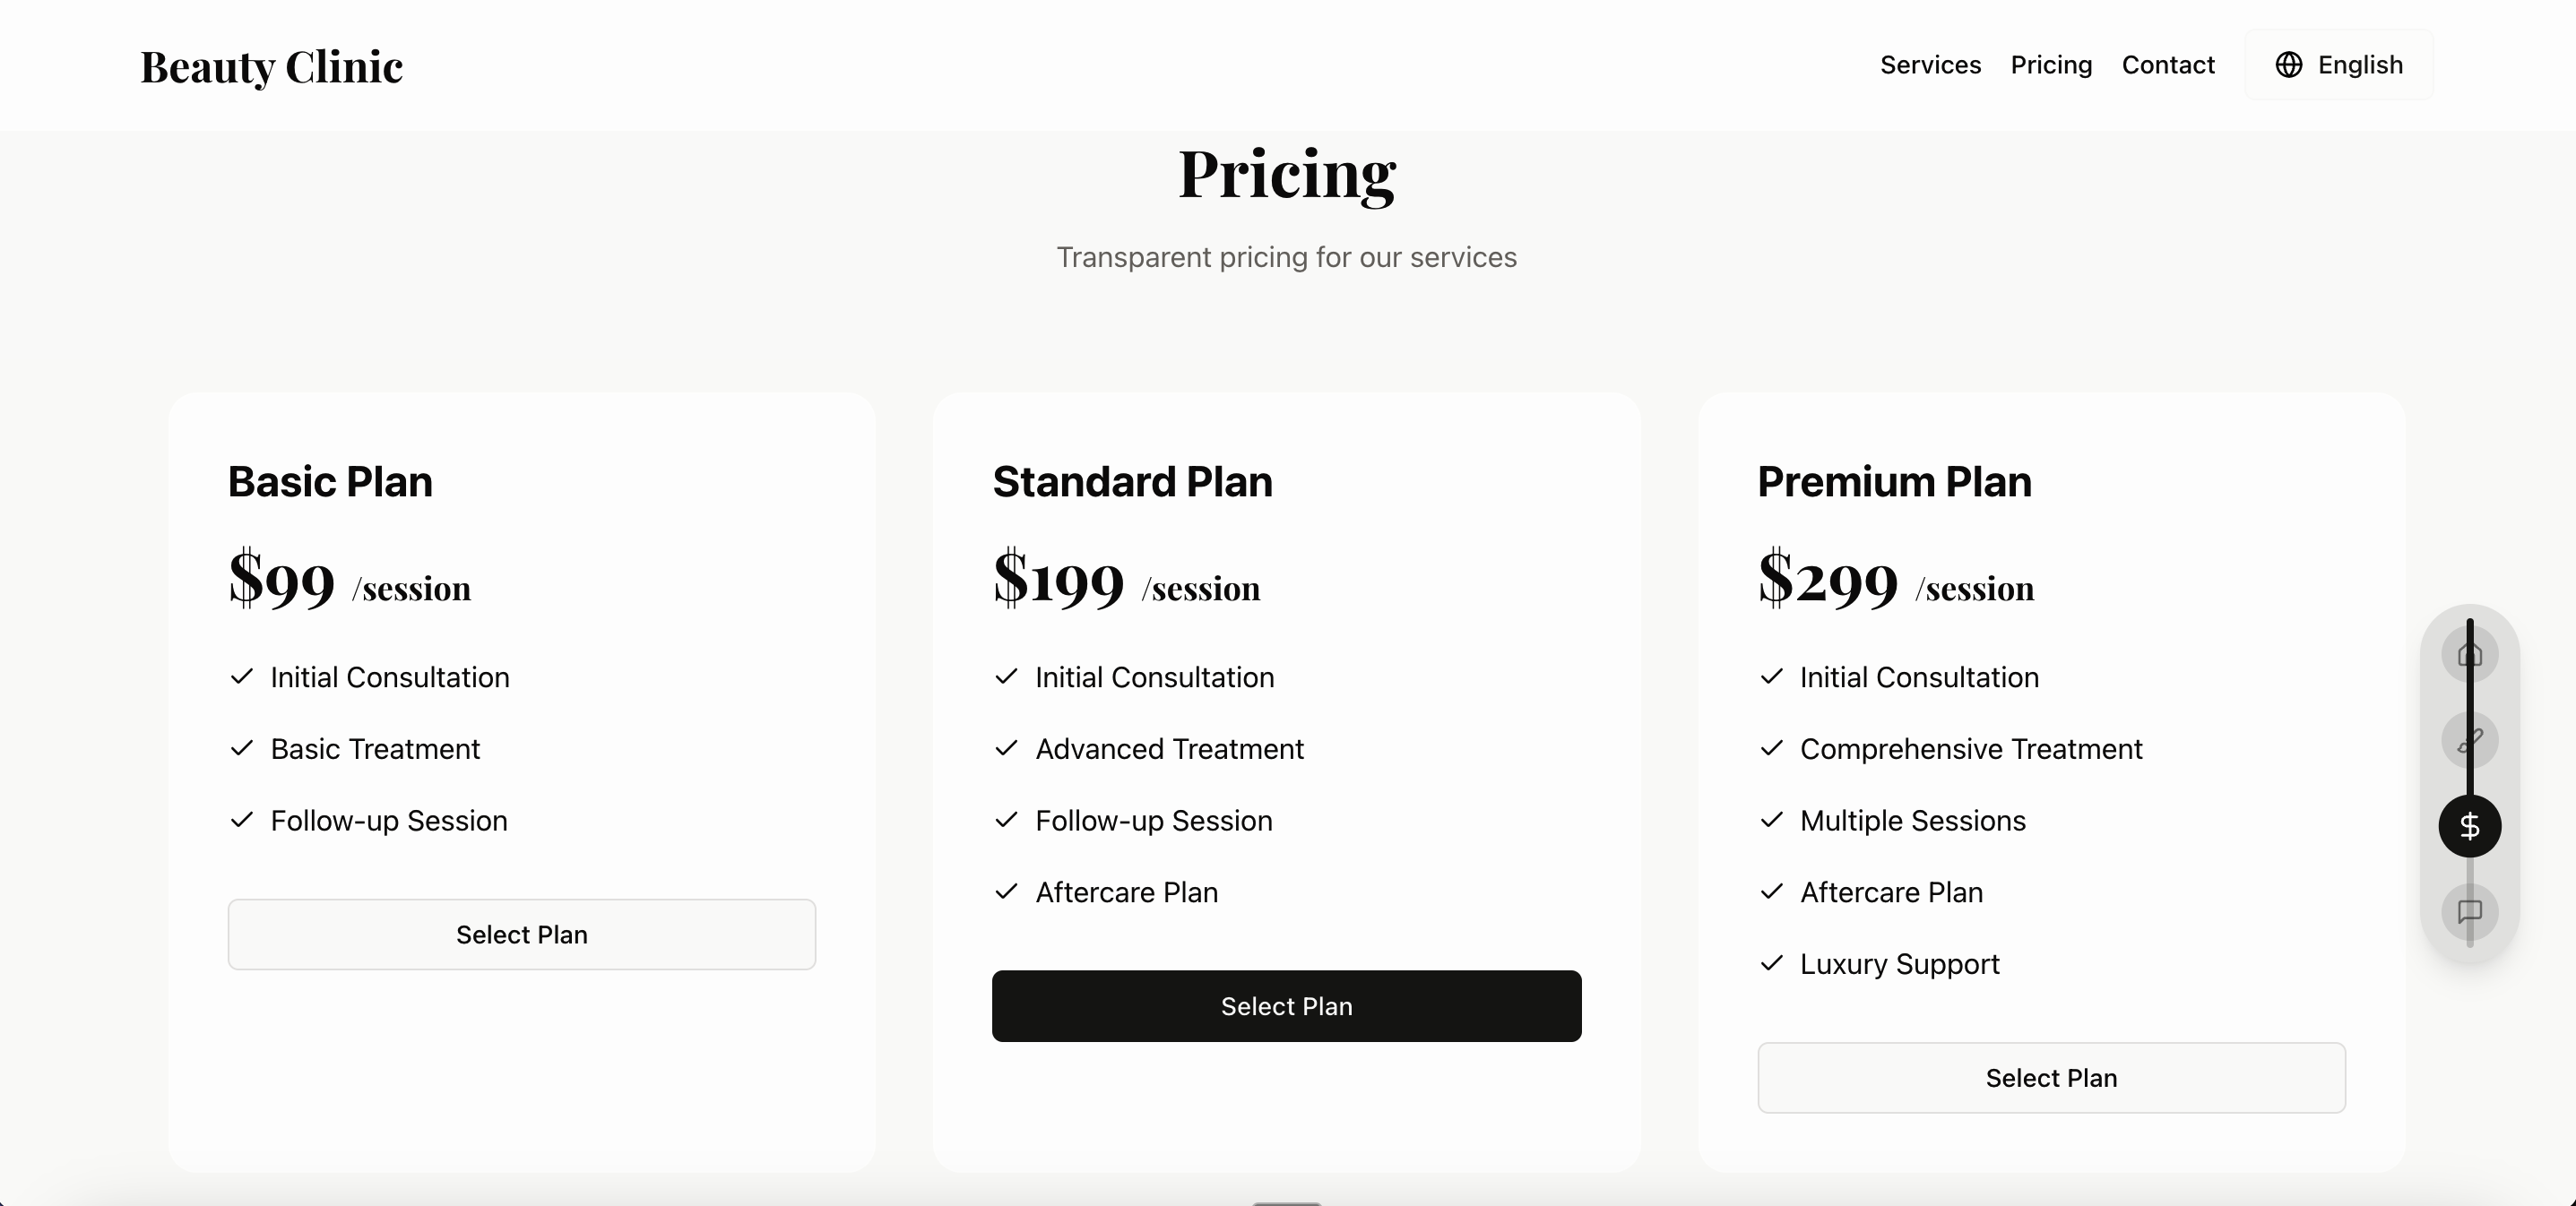 Beauty Clinic
Services
Pricing
Contact
English
Pricing
Transparent pricing for our services
Basic Plan
$99 /session
Initial Consultation
Basic Treatment
Follow-up Session
Select Plan
Standard Plan
$199 /session
Initial Consultation
Advanced Treatment
Follow-up Session
Aftercare Plan
Select Plan
Premium Plan
$299 /session
Initial Consultation
Comprehensive Treatment
Multiple Sessions
Aftercare Plan
Luxury Support
Select Plan